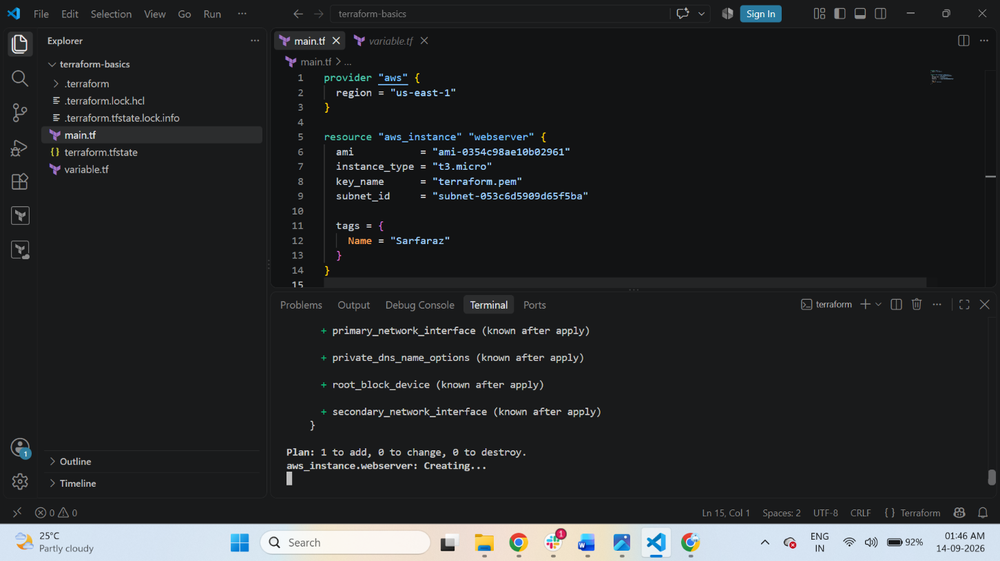 File Edit Selection View Go Run ···
terraform-basics
Sign In
Explorer
terraform-basics
.terraform
.terraform.lock.hcl
.terraform.tfstate.lock.info
main.tf
terraform.tfstate
variable.tf
Outline
Timeline
1
main.tf
variable.tf
main.tf > ...
1 provider "aws" {
2 region = "us-east-1"
3 }
4
5 resource "aws_instance" "webserver" {
6 ami = "ami-0354c98ae10b02961"
7 instance_type = "t3.micro"
8 key_name = "terraform.pem"
9 subnet_id = "subnet-053c6d5909d65f5ba"
10
11 tags = {
12 Name = "Sarfaraz"
13 }
14 }
15
Problems Output Debug Console Terminal Ports
terraform
+ primary_network_interface (known after apply)
+ private_dns_name_options (known after apply)
+ root_block_device (known after apply)
+ secondary_network_interface (known after apply)
}
Plan: 1 to add, 0 to change, 0 to destroy.
aws_instance.webserver: Creating...
0 0
Ln 15, Col 1 Spaces: 2 UTF-8 CRLF { } Terraform
25°C
Partly cloudy
Search
1
ENG
IN
92%
01:46 AM
14-09-2026